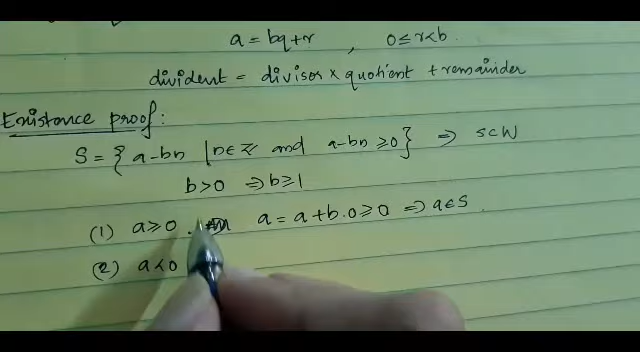 a = bq+r , 0≤r<b
divident = divisor × quotient + remainder
Existance proof:
S = { a-bn | n∈ℤ and a-bn ≥0} ⇒ S⊂W
b>0 ⇒ b≥1
(1) a≥0 . a = a+b.0≥0 ⇒ a∈S .
(2) a<0